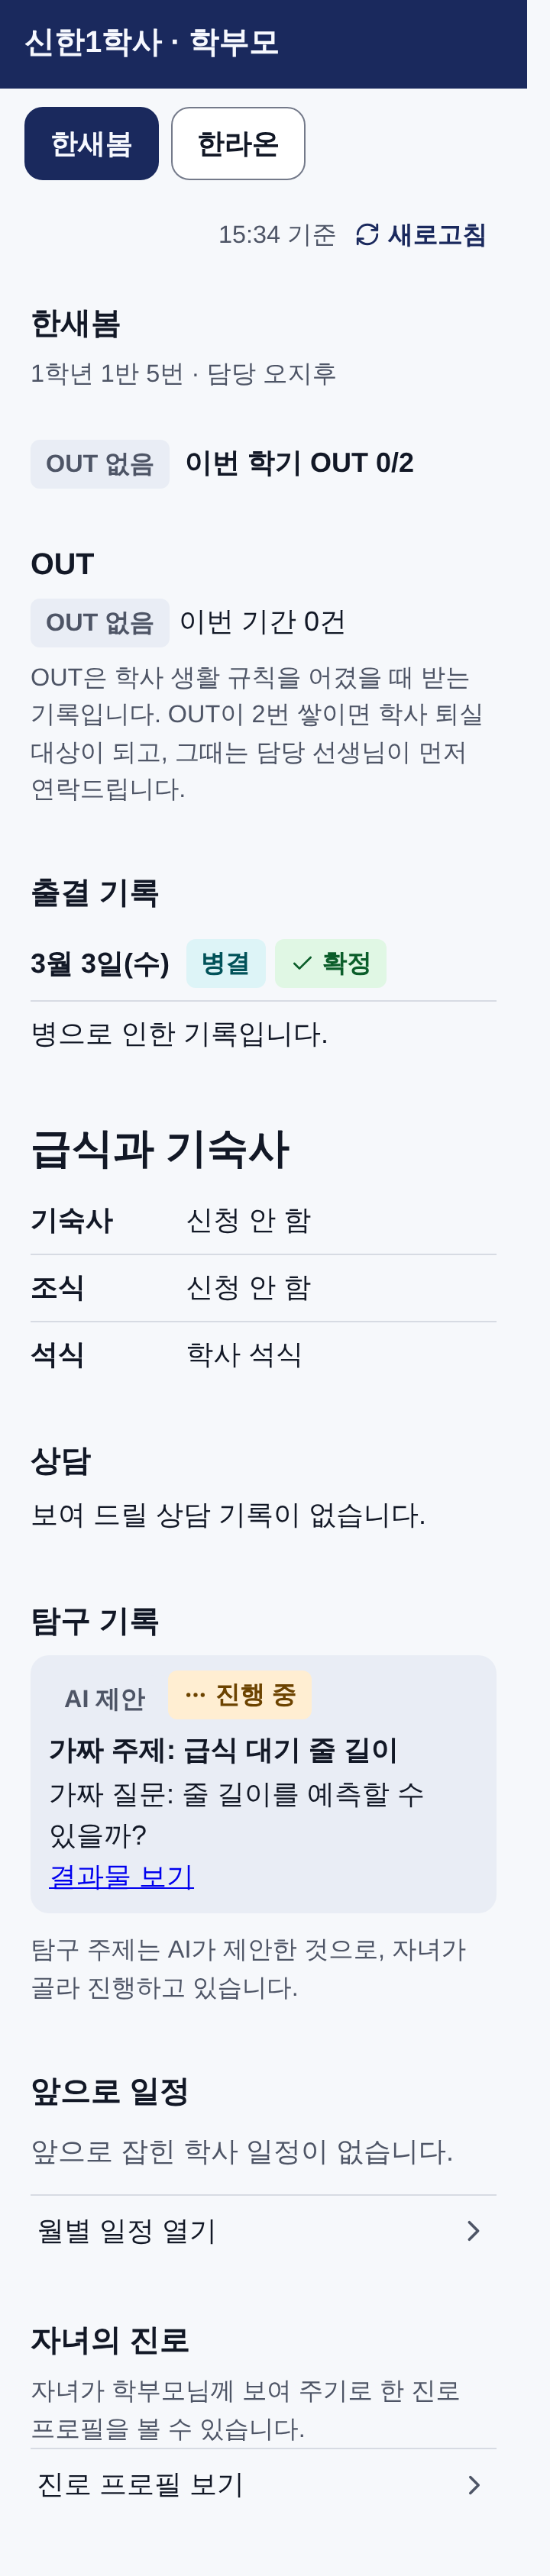 신한1학사 · 학부모
한새봄 한라온
15:34 기준 새로고침
한새봄
1학년 1반 5번 · 담당 오지후
OUT 없음 이번 학기 OUT 0/2
OUT
OUT 없음 이번 기간 0건
OUT은 학사 생활 규칙을 어겼을 때 받는
기록입니다. OUT이 2번 쌓이면 학사 퇴실
대상이 되고, 그때는 담당 선생님이 먼저
연락드립니다.
출결 기록
3월 3일(수) 병결 확정
병으로 인한 기록입니다.
급식과 기숙사
기숙사 신청 안 함
조식 신청 안 함
석식 학사 석식
상담
보여 드릴 상담 기록이 없습니다.
탐구 기록
AI 제안 ··· 진행 중
가짜 주제: 급식 대기 줄 길이
가짜 질문: 줄 길이를 예측할 수
있을까?
결과물 보기
탐구 주제는 AI가 제안한 것으로, 자녀가
골라 진행하고 있습니다.
앞으로 일정
앞으로 잡힌 학사 일정이 없습니다.
월별 일정 열기
자녀의 진로
자녀가 학부모님께 보여 주기로 한 진로
프로필을 볼 수 있습니다.
진로 프로필 보기